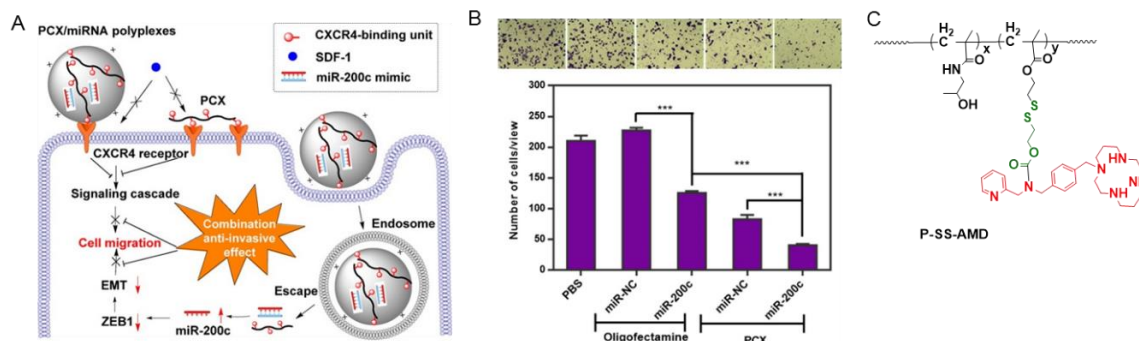 A
PCX/miRNA polyplexes
CXCR4-binding unit
SDF-1
miR-200c mimic
PCX
CXCR4 receptor
Signaling cascade
Cell migration
Combination
anti-invasive
effect
Endosome
EMT
Escape
ZEB1
miR-200c
B
Number of cells/view
300
250
200
150
100
50
0
***
***
***
PBS
miR-NC
miR-200c
miR-NC
miR-200c
Oligofectamine
PCX
C
H2
C
x
H2
C
y
HN
O
OH
O
O
S
S
O
O
N
N
N
HN
NH
HN
P-SS-AMD